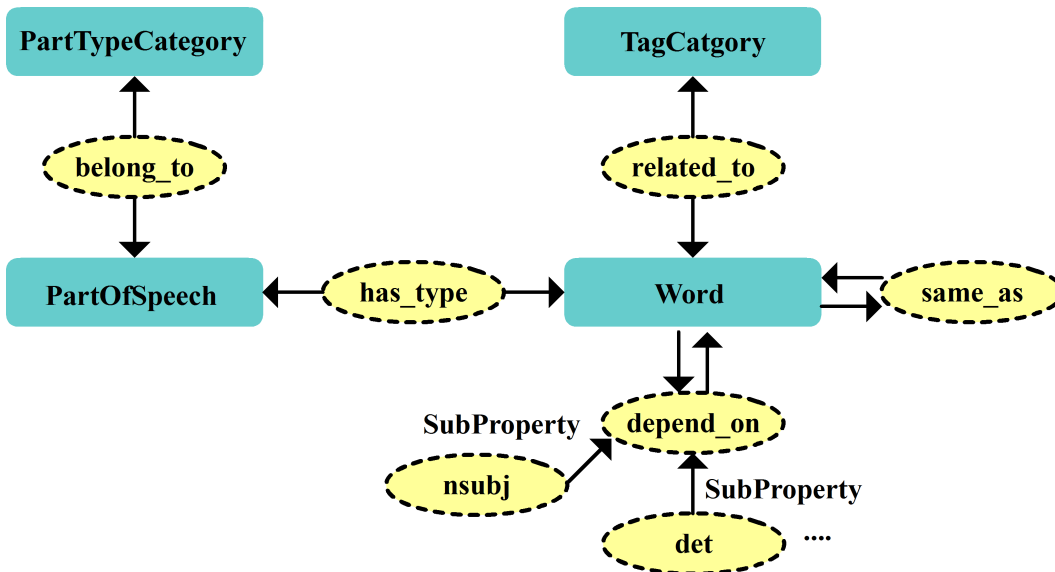 PartTypeCategory
TagCatgory
belong_to
related_to
PartOfSpeech
has_type
Word
same_as
SubProperty
depend_on
nsubj
SubProperty
det
....